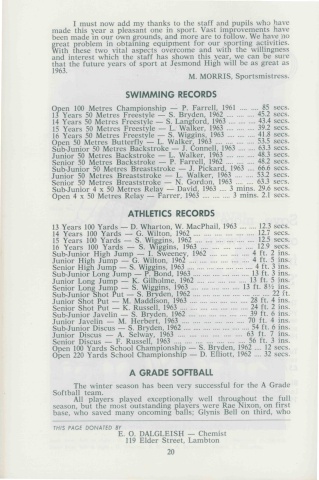 I must now add my thanks to the staff and pupils who have
made this year a pleasant one in sport. Vast improvements have
been made in our own grounds, and more are to follow. We have no
great problem in obtaining equipment for our sporting activities.
With these two vital aspects to overcome and with the willingness
and interest which the staff has shown this year, we can be sure
that the future years of sport at Jesmond High will be as great as
1963.
M. MORRIS, Sportsmistress.
SWIMMING RECORDS
Open 100 Metres Championship — P. Farrell, 1961 ... ... 85 secs.
13 Years 50 Metres Freestyle — S. Bryden, 1962 ... ... 45.2 secs.
14 Years 50 Metres Freestyle — S. Langford, 1963 ... ... 43.4 secs.
15 Years 50 Metres Freestyle — L. Walker, 1963 ... ... 39.2 secs.
16 Years 50 Metres Freestyle — S. Wiggins, 1963 ... ... 41.8 secs.
Open 50 Metres Butterfly — L. Walker, 1963 ... ... 53.5 secs.
Sub-Junior 50 Metres Backstroke — J. Connell, 1963 ... ... 63.3 secs.
Junior 50 Metres Backstroke — L. Walker, 1963 ... ... 48.3 secs.
Senior 50 Metres Backstroke — P. Farrell, 1962 ... ... 48.2 secs.
Sub-Junior 50 Metres Breaststroke — J. Pickard, 1963 ... 66.6 secs.
Junior 50 Metres Breaststroke — L. Walker, 1963 ... ... 53.2 secs.
Senior 50 Metres Breaststroke — S. Gordon, 1963 ... ... 63.3 secs.
Sub-Junior 4 x 50 Metres Relay — David, 1963 ... 3 mins. 29.6 secs.
Open 4 x 50 Metres Relay — Farrer, 1963 ... ... 3 mins. 2.1 secs.
ATHLETICS RECORDS
13 Years 100 Yards — D. Wharton, W. MacPhail, 1963 ... ... 12.3 secs.
14 Years 100 Yards — G. Wilton, 1962 ... ... 12.7 secs.
15 Years 100 Yards — S. Wiggins, 1962 ... ... 12.5 secs.
16 Years 100 Yards — S. Wiggins, 1963 ... ... 12.9 secs.
Sub-Junior High Jump — I. Sweeney, 1962 ... ... 4 ft. 2 ins.
Junior High Jump — G. Wilton, 1962 ... ... 4 ft. 5 ins.
Senior High Jump — S. Wiggins, 1963 ... ... 4 ft. 3 ins.
Sub-Junior Long Jump — P. Bond, 1963 ... ... 13 ft. 3 ins.
Junior Long Jump — K. Gilholme, 1962 ... ... 13 ft. 5 ins.
Senior Long Jump — S. Wiggins, 1963 ... ... 13 ft. 8½ ins.
Sub-Junior Shot Put — S. Bryden, 1962 ... ... 22 ft.
Junior Shot Put — M. Maddison, 1963 ... ... 28 ft. 4 ins.
Senior Shot Put — K. Russell, 1963 ... ... 24 ft. 2 ins.
Sub-Junior Javelin — S. Bryden, 1962 ... ... 39 ft. 6 ins.
Junior Javelin — M. Herbert, 1963 ... ... 70 ft. 4 ins.
Sub-Junior Discus — S. Bryden, 1962 ... ... 54 ft. 6 ins.
Junior Discus — A. Selway, 1963 ... ... 63 ft. 7 ins.
Senior Discus — F. Russell, 1963 ... ... 56 ft. 3 ins.
Open 100 Yards School Championship — S. Bryden, 1962 ... 12 secs.
Open 220 Yards School Championship — D. Elliott, 1962 ... 32 secs.
A GRADE SOFTBALL
The winter season has been very successful for the A Grade
Softball team.
All players played exceptionally well throughout the full
season, but the most outstanding players were Rae Nixon, on first
base, who saved many oncoming balls; Glynis Bell on third, who
THIS PAGE DONATED BY
E. O. DALGLEISH — Chemist
119 Elder Street, Lambton
20